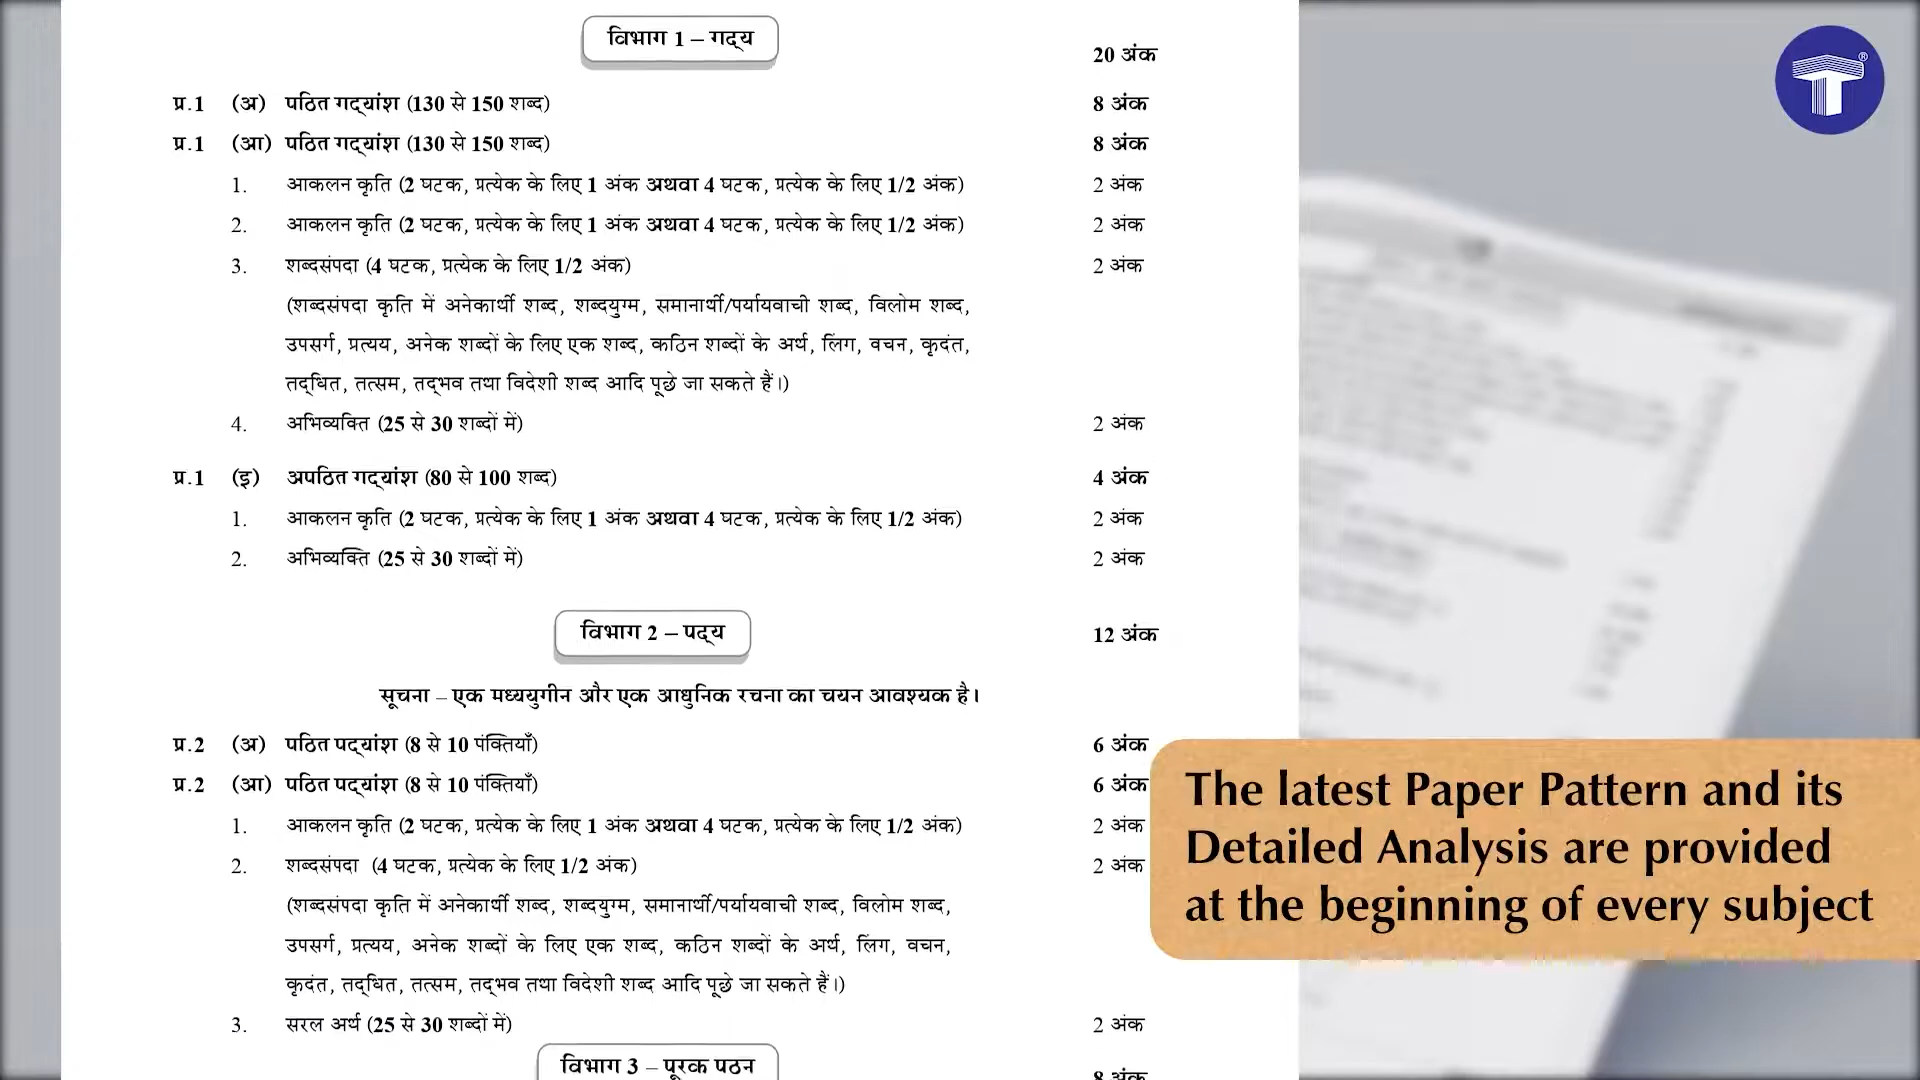 विभाग 1 – गद्य
20 अंक
प्र.1 (अ) पठित गद्यांश (130 से 150 शब्द) 8 अंक
प्र.1 (आ) पठित गद्यांश (130 से 150 शब्द) 8 अंक
1. आकलन कृति (2 घटक, प्रत्येक के लिए 1 अंक अथवा 4 घटक, प्रत्येक के लिए 1/2 अंक) 2 अंक
2. आकलन कृति (2 घटक, प्रत्येक के लिए 1 अंक अथवा 4 घटक, प्रत्येक के लिए 1/2 अंक) 2 अंक
3. शब्दसंपदा (4 घटक, प्रत्येक के लिए 1/2 अंक) 2 अंक
(शब्दसंपदा कृति में अनेकार्थी शब्द, शब्दयुग्म, समानार्थी/पर्यायवाची शब्द, विलोम शब्द,
उपसर्ग, प्रत्यय, अनेक शब्दों के लिए एक शब्द, कठिन शब्दों के अर्थ, लिंग, वचन, कृदंत,
तद्धित, तत्सम, तद्भव तथा विदेशी शब्द आदि पूछे जा सकते हैं।)
4. अभिव्यक्ति (25 से 30 शब्दों में) 2 अंक
प्र.1 (इ) अपठित गद्यांश (80 से 100 शब्द) 4 अंक
1. आकलन कृति (2 घटक, प्रत्येक के लिए 1 अंक अथवा 4 घटक, प्रत्येक के लिए 1/2 अंक) 2 अंक
2. अभिव्यक्ति (25 से 30 शब्दों में) 2 अंक
विभाग 2 – पद्य
12 अंक
सूचना – एक मध्ययुगीन और एक आधुनिक रचना का चयन आवश्यक है।
प्र.2 (अ) पठित पद्यांश (8 से 10 पंक्तियाँ) 6 अंक
प्र.2 (आ) पठित पद्यांश (8 से 10 पंक्तियाँ) 6 अंक
1. आकलन कृति (2 घटक, प्रत्येक के लिए 1 अंक अथवा 4 घटक, प्रत्येक के लिए 1/2 अंक) 2 अंक
2. शब्दसंपदा (4 घटक, प्रत्येक के लिए 1/2 अंक) 2 अंक
(शब्दसंपदा कृति में अनेकार्थी शब्द, शब्दयुग्म, समानार्थी/पर्यायवाची शब्द, विलोम शब्द,
उपसर्ग, प्रत्यय, अनेक शब्दों के लिए एक शब्द, कठिन शब्दों के अर्थ, लिंग, वचन,
कृदंत, तद्धित, तत्सम, तद्भव तथा विदेशी शब्द आदि पूछे जा सकते हैं।)
3. सरल अर्थ (25 से 30 शब्दों में) 2 अंक
विभाग 3 – पूरक पठन
8 अंक
The latest Paper Pattern and its
Detailed Analysis are provided
at the beginning of every subject